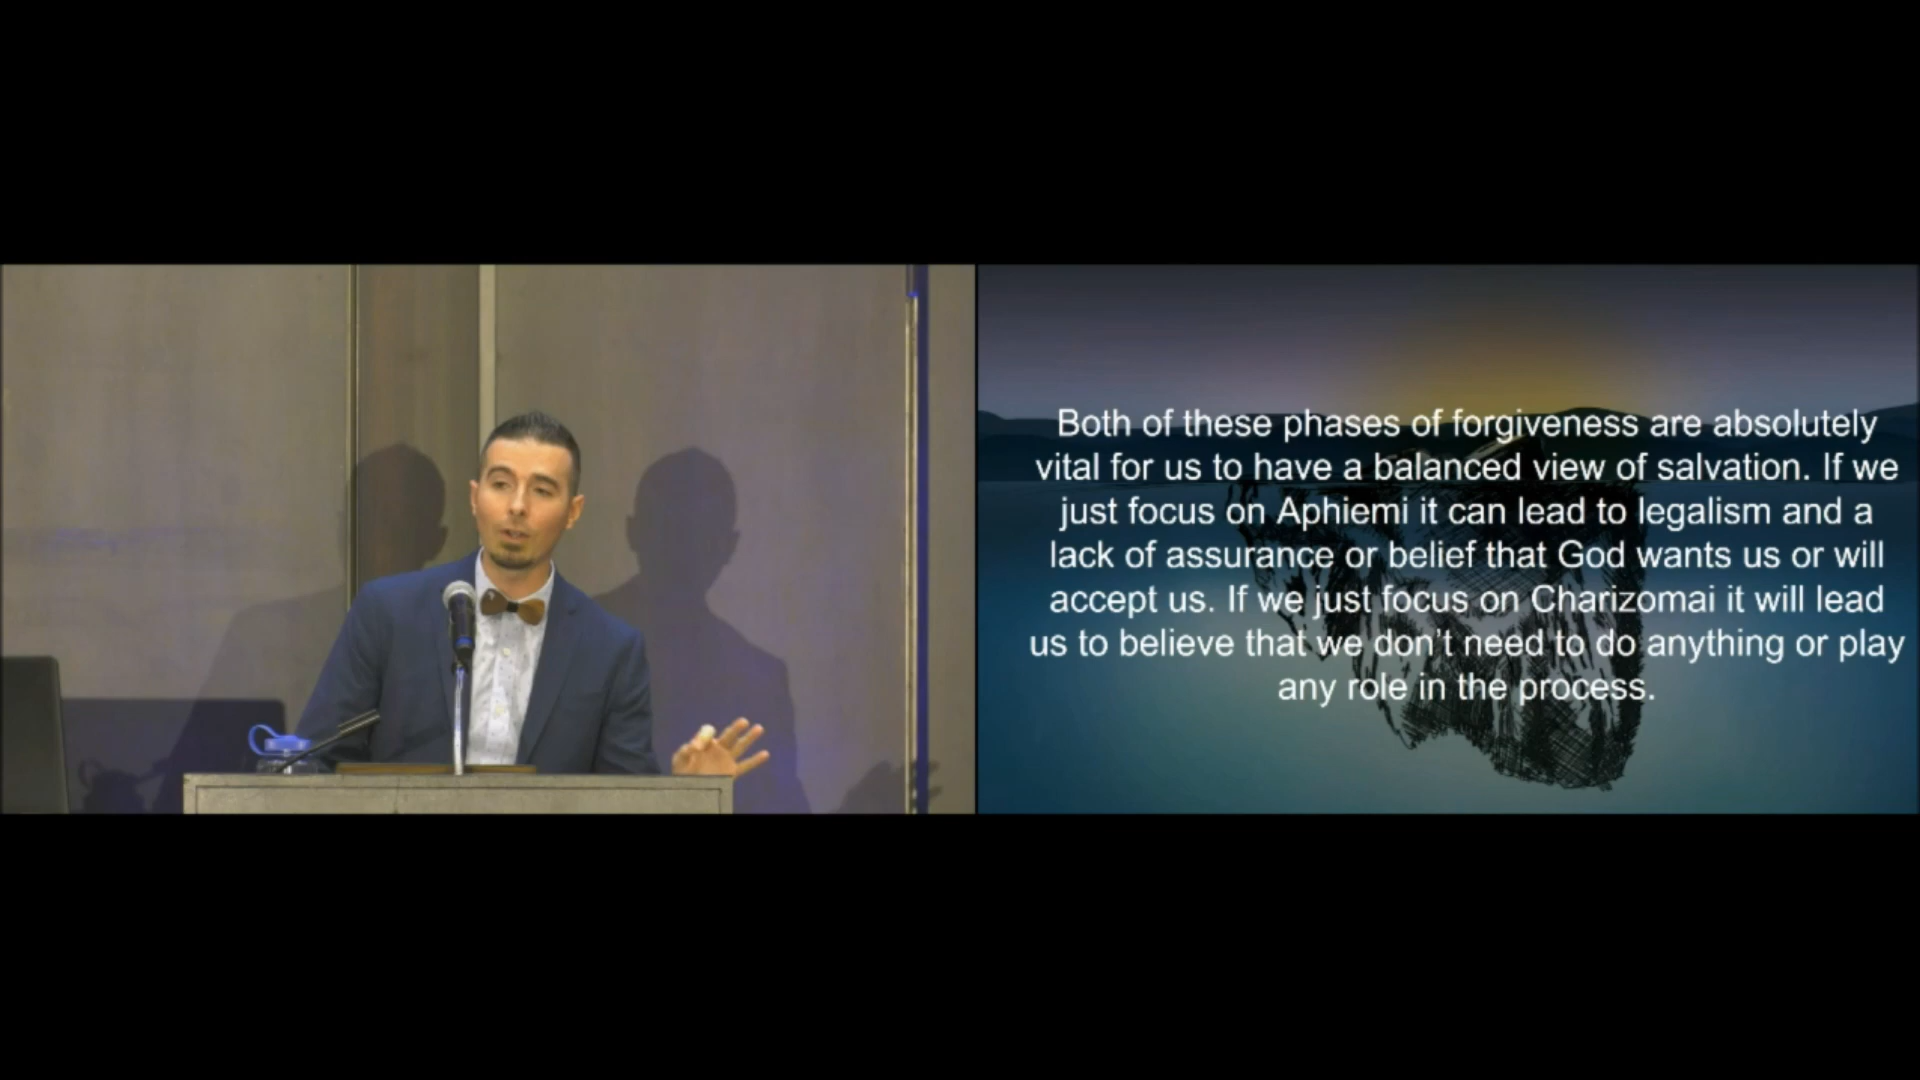 Both of these phases of forgiveness are absolutely
vital for us to have a balanced view of salvation. If we
just focus on Aphiemi it can lead to legalism and a
lack of assurance or belief that God wants us or will
accept us. If we just focus on Charizomai it will lead
us to believe that we don’t need to do anything or play
any role in the process.